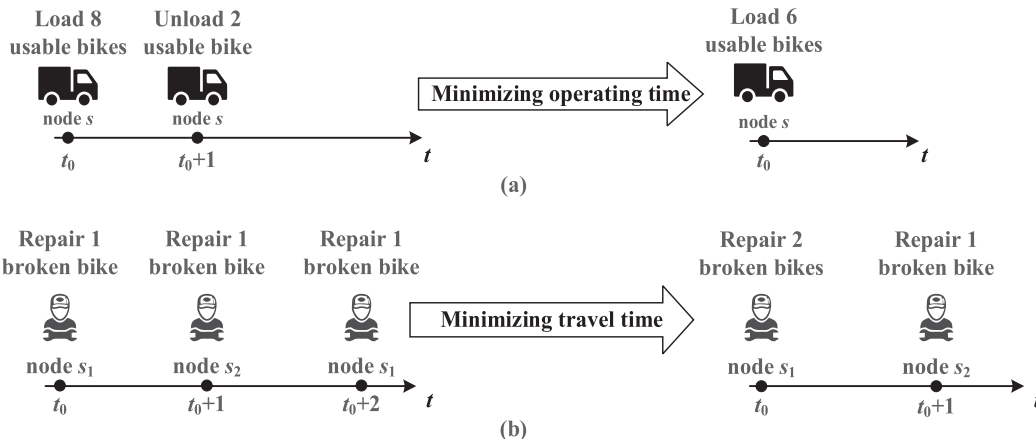 Load 8
usable bikes
Unload 2
usable bike
node s
node s
t0
t0+1
t
Minimizing operating time
Load 6
usable bikes
node s
t0
t
(a)
Repair 1
broken bike
Repair 1
broken bike
Repair 1
broken bike
node s1
node s2
node s1
t0
t0+1
t0+2
t
Minimizing travel time
Repair 2
broken bikes
Repair 1
broken bike
node s1
node s2
t0
t0+1
t
(b)